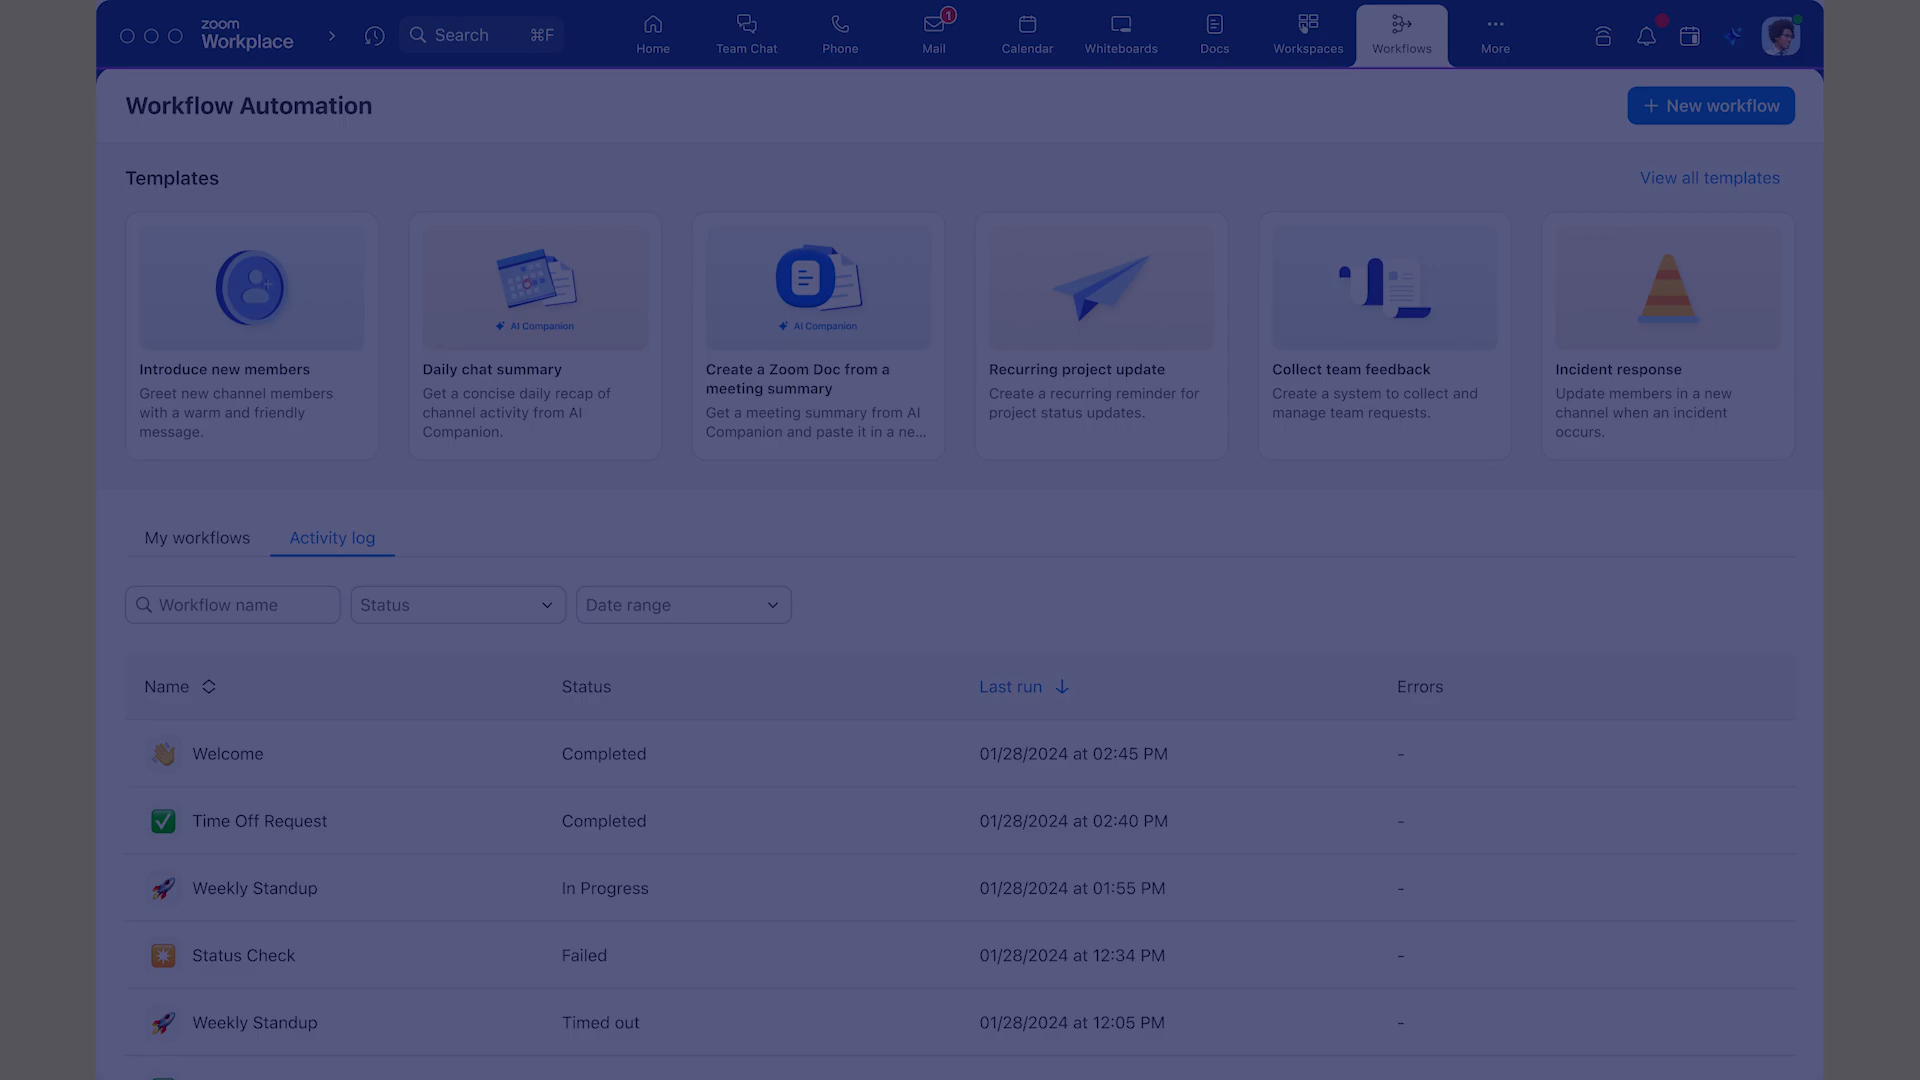 zoom
Workplace
Search ⌘F
Home
Team Chat
Phone
1
Mail
Calendar
Whiteboards
Docs
Workspaces
Workflows
More
Workflow Automation
+ New workflow
Templates
View all templates
Introduce new members
Greet new channel members
with a warm and friendly
message.
AI Companion
Daily chat summary
Get a concise daily recap of
channel activity from AI
Companion.
AI Companion
Create a Zoom Doc from a
meeting summary
Get a meeting summary from AI
Companion and paste it in a ne...
Recurring project update
Create a recurring reminder for
project status updates.
Collect team feedback
Create a system to collect and
manage team requests.
Incident response
Update members in a new
channel when an incident
occurs.
My workflows
Activity log
Workflow name
Status
Date range
Name Status Last run Errors
Welcome Completed 01/28/2024 at 02:45 PM -
Time Off Request Completed 01/28/2024 at 02:40 PM -
Weekly Standup In Progress 01/28/2024 at 01:55 PM -
Status Check Failed 01/28/2024 at 12:34 PM -
Weekly Standup Timed out 01/28/2024 at 12:05 PM -